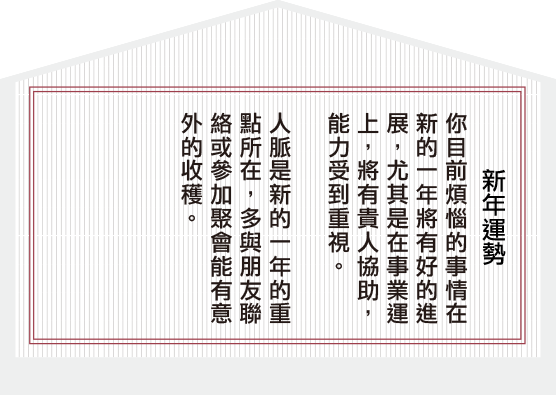 新年運勢
你目前煩惱的事情在
新的一年將有好的進
展，尤其是在事業運
上，將有貴人協助，
能力受到重視。
人脈是新的一年的重
點所在，多與朋友聯
絡或參加聚會能有意
外的收穫。